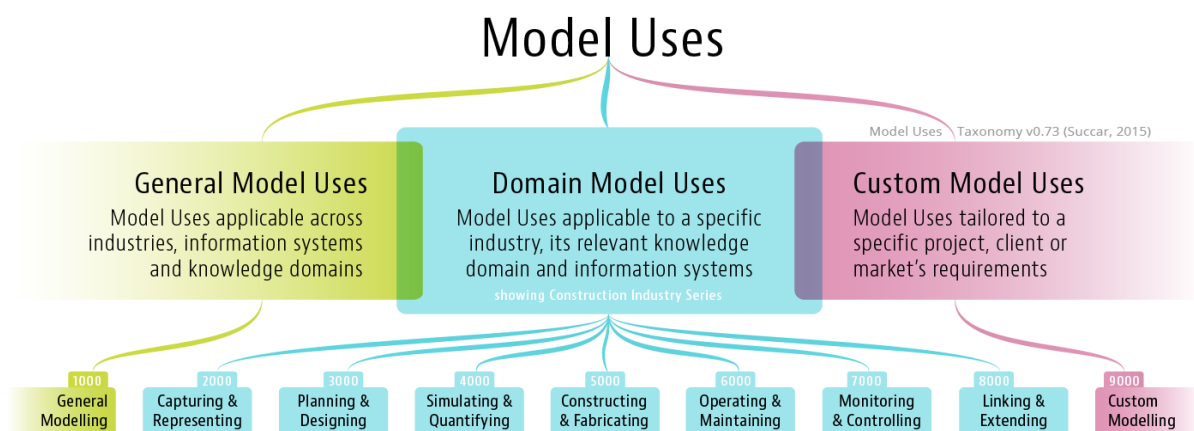 Model Uses
Model Uses Taxonomy v0.73 (Succar, 2015)
General Model Uses
Model Uses applicable across
industries, information systems
and knowledge domains
Domain Model Uses
Model Uses applicable to a specific
industry, its relevant knowledge
domain and information systems
showing Construction Industry Series
Custom Model Uses
Model Uses tailored to a
specific project, client or
market's requirements
1000
General
Modelling
2000
Capturing &
Representing
3000
Planning &
Designing
4000
Simulating &
Quantifying
5000
Constructing
& Fabricating
6000
Operating &
Maintaining
7000
Monitoring
& Controlling
8000
Linking &
Extending
9000
Custom
Modelling